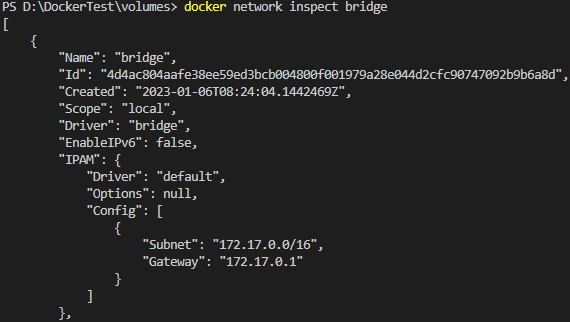 PS D:\DockerTest\volumes> docker network inspect bridge
[
    {
        "Name": "bridge",
        "Id": "4d4ac804aafe38ee59ed3bcb004800f001979a28e044d2cfc90747092b9b6a8d",
        "Created": "2023-01-06T08:24:04.1442469Z",
        "Scope": "local",
        "Driver": "bridge",
        "EnableIPv6": false,
        "IPAM": {
            "Driver": "default",
            "Options": null,
            "Config": [
                {
                    "Subnet": "172.17.0.0/16",
                    "Gateway": "172.17.0.1"
                }
            ]
        },